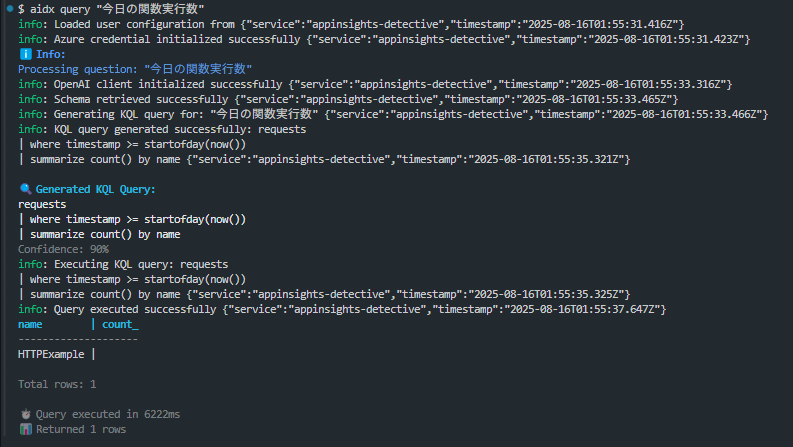 $ aidx query "今日の関数実行数"
info: Loaded user configuration from {"service":"appinsights-detective","timestamp":"2025-08-16T01:55:31.416Z"}
info: Azure credential initialized successfully {"service":"appinsights-detective","timestamp":"2025-08-16T01:55:31.423Z"}
Info:
Processing question: "今日の関数実行数"
info: OpenAI client initialized successfully {"service":"appinsights-detective","timestamp":"2025-08-16T01:55:33.316Z"}
info: Schema retrieved successfully {"service":"appinsights-detective","timestamp":"2025-08-16T01:55:33.465Z"}
info: Generating KQL query for: "今日の関数実行数" {"service":"appinsights-detective","timestamp":"2025-08-16T01:55:33.466Z"}
info: KQL query generated successfully: requests
| where timestamp >= startofday(now())
| summarize count() by name {"service":"appinsights-detective","timestamp":"2025-08-16T01:55:35.321Z"}
Generated KQL Query:
requests
| where timestamp >= startofday(now())
| summarize count() by name
Confidence: 90%
info: Executing KQL query: requests
| where timestamp >= startofday(now())
| summarize count() by name {"service":"appinsights-detective","timestamp":"2025-08-16T01:55:35.325Z"}
info: Query executed successfully {"service":"appinsights-detective","timestamp":"2025-08-16T01:55:37.647Z"}
name | count_
--------------------
HTTPExample |
Total rows: 1
Query executed in 6222ms
Returned 1 rows